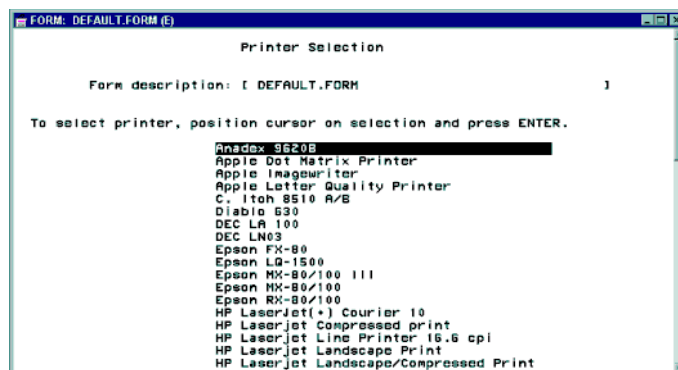 FORM: DEFAULT.FORM (E)
Printer Selection
Form description: [ DEFAULT.FORM ]
To select printer, position cursor on selection and press ENTER.
Anadex 9620B
Apple Dot Matrix Printer
Apple Imagewriter
Apple Letter Quality Printer
C. Itoh 8510 A/B
Diablo 630
DEC LA 100
DEC LN03
Epson FX-80
Epson LQ-1500
Epson MX-80/100 III
Epson MX-80/100
Epson RX-80/100
HP LaserJet(+) Courier 10
HP Laserjet Compressed print
HP Laserjet Line Printer 16.6 cpi
HP Laserjet Landscape Print
HP Laserjet Landscape/Compressed Print